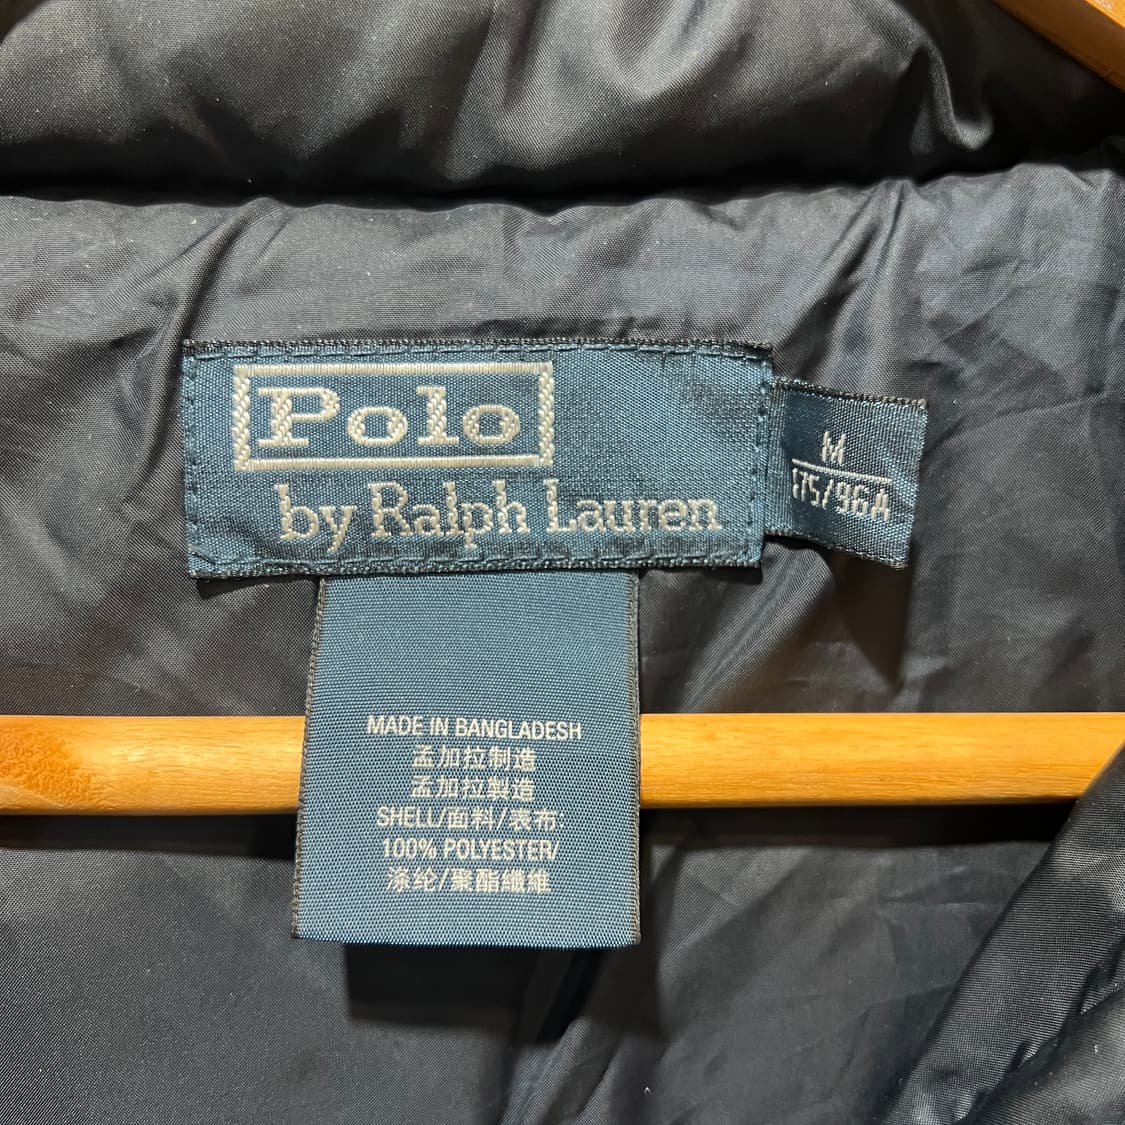 Polo
by Ralph Lauren
M
175/96A
MADE IN BANGLADESH
孟加拉制造
孟加拉製造
SHELL/面料/表布:
100% POLYESTER/
涤纶/聚酯纖維